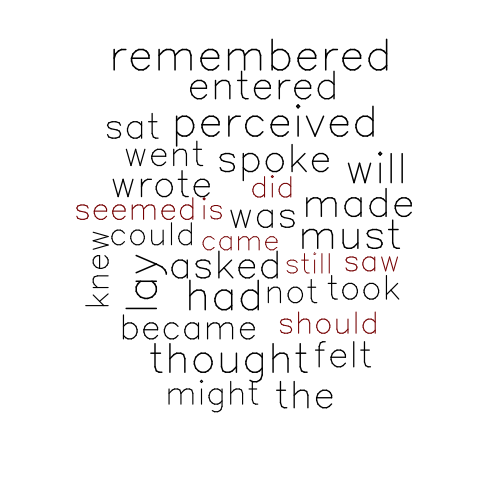 remembered
entered
sat perceived
went spoke will
wrote did
seemed is was made
could came must
knew lay asked still saw
had not took
became should
thought felt
might the